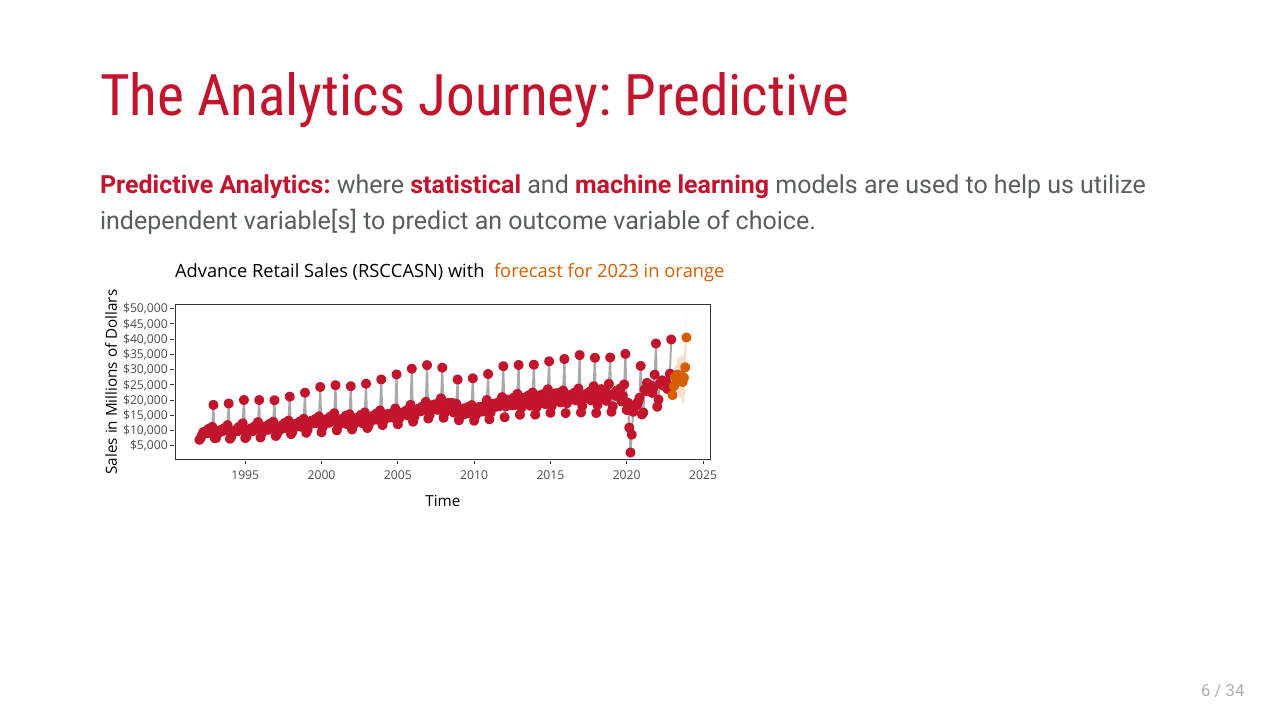 The Analytics Journey: Predictive
Predictive Analytics: where statistical and machine learning models are used to help us utilize
independent variable[s] to predict an outcome variable of choice.
Advance Retail Sales (RSCCASN) with forecast for 2023 in orange
Sales in Millions of Dollars
$50,000
$45,000
$40,000
$35,000
$30,000
$25,000
$20,000
$15,000
$10,000
$5,000
1995 2000 2005 2010 2015 2020 2025
Time
6 / 34